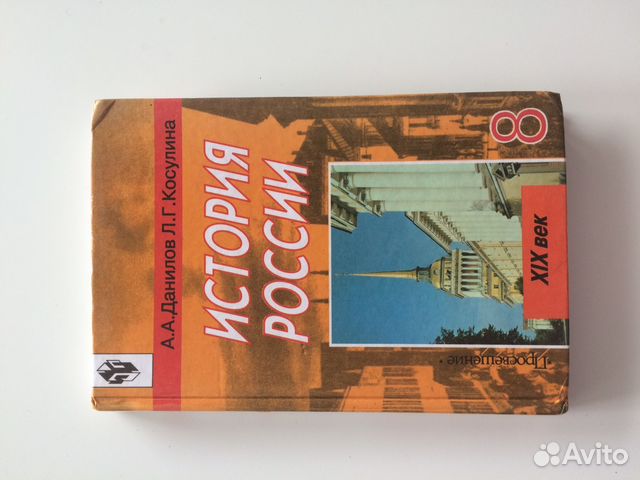 А.А.Данилов Л.Г.Косулина
ИСТОРИЯ
РОССИИ
8
XIX век
•Просвещение•
Avito